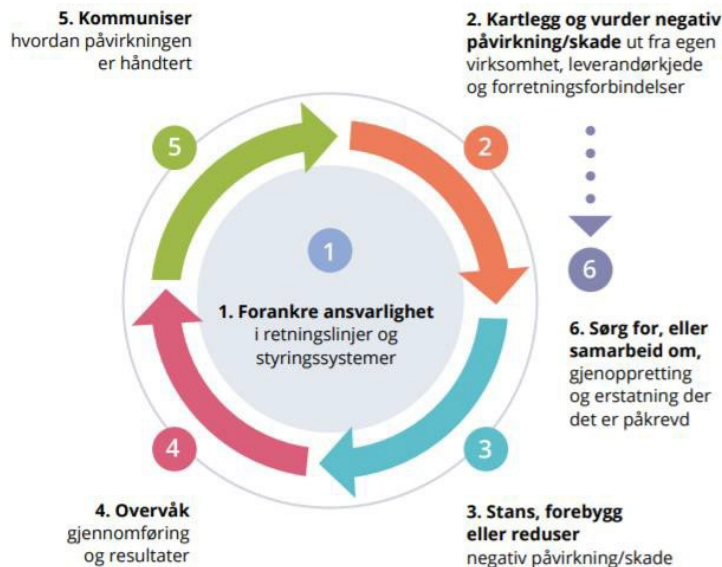 5. Kommuniser
hvordan påvirkningen
er håndtert
2. Kartlegg og vurder negativ
påvirkning/skade ut fra egen
virksomhet, leverandørkjede
og forretningsforbindelser
5
2
1
6
1. Forankre ansvarlighet
i retningslinjer og
styringssystemer
6. Sørg for, eller
samarbeid om,
gjenoppretting
og erstatning der
det er påkrevd
4
3
4. Overvåk
gjennomføring
og resultater
3. Stans, forebygg
eller reduser
negativ påvirkning/skade